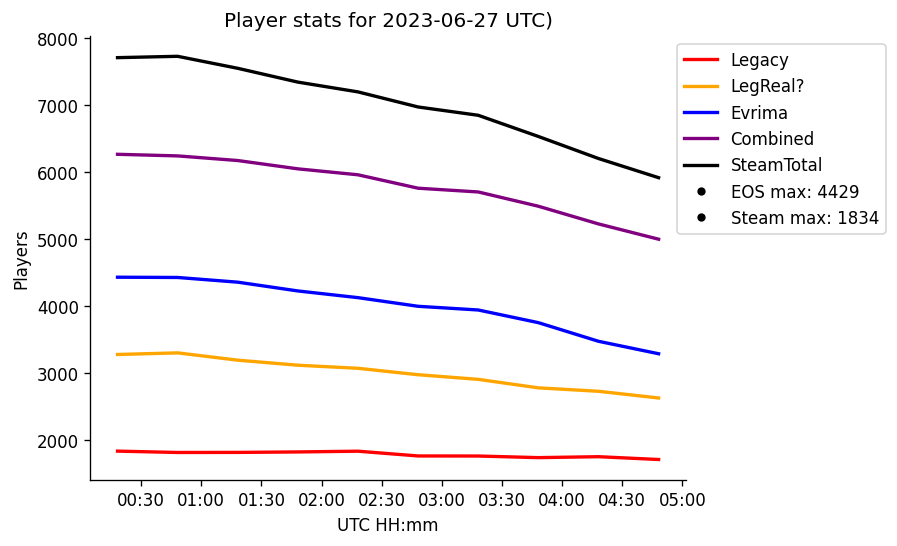 Player stats for 2023-06-27 UTC)
8000
7000
6000
5000
4000
3000
2000
Players
00:30 01:00 01:30 02:00 02:30 03:00 03:30 04:00 04:30 05:00
UTC HH:mm
Legacy
LegReal?
Evrima
Combined
SteamTotal
EOS max: 4429
Steam max: 1834